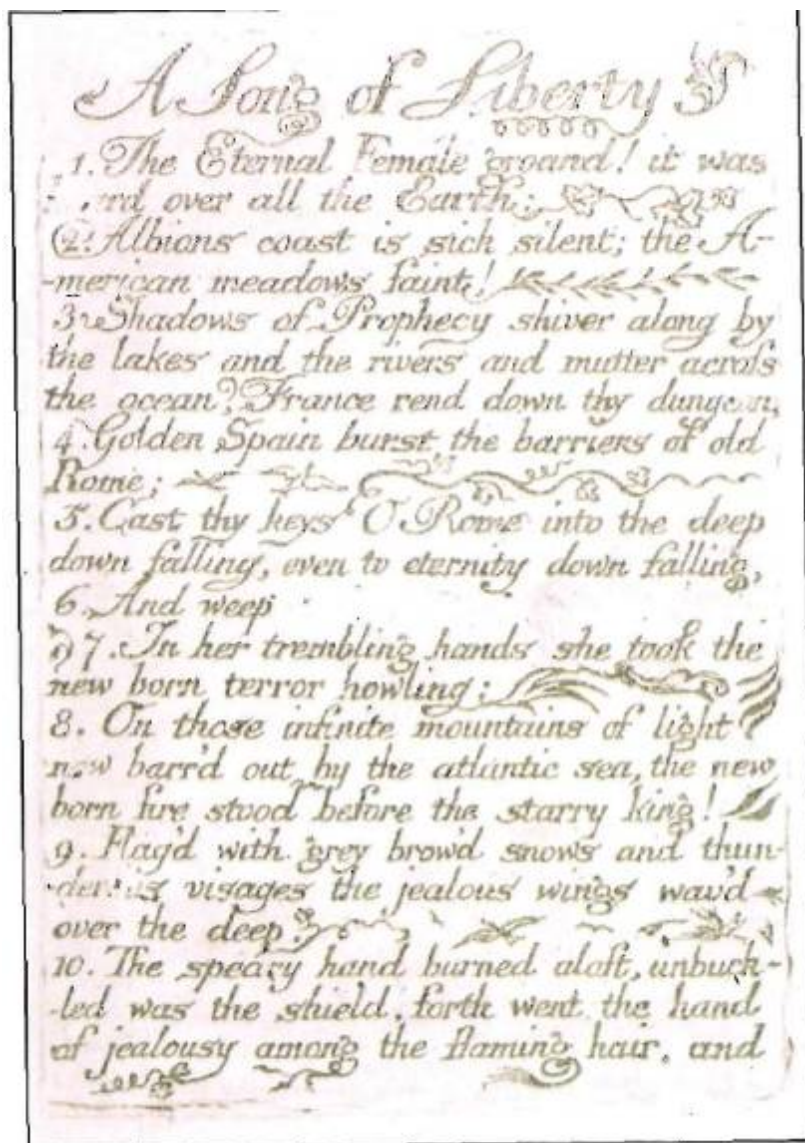 A Song of Liberty
1. The Eternal Female groand! it was
over all the Earth:
2. Albions coast is sick silent; the A-
-merican meadows faint!
3. Shadows of Prophecy shiver along by
the lakes and the rivers and mutter acrofs
the ocean? France rend down thy dungeon,
4. Golden Spain burst the barriers of old
Rome;
5. Cast thy keys O Rome into the deep
down falling, even to eternity down falling,
6. And weep
7. In her trembling hands she took the
new born terror howling:
8. On those infinite mountains of light
now barr'd out by the atlantic sea, the new
born fire stood before the starry king!
9. Flag'd with grey brow'd snows and thun-
visages the jealous wings wav'd
over the deep.
10. The speary hand burned aloft, unbuck-
-led was the shield, forth went the hand
of jealousy among the flaming hair, and